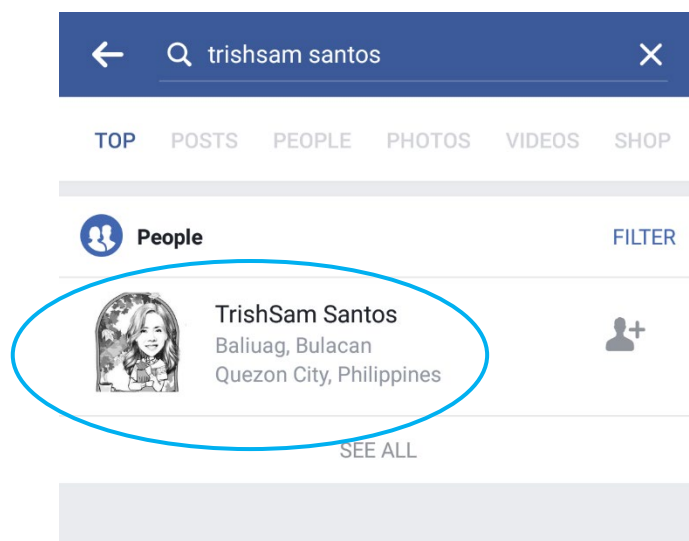 trishsam santos
TOP POSTS PEOPLE PHOTOS VIDEOS SHOP
People FILTER
TrishSam Santos
Baliuag, Bulacan
Quezon City, Philippines
SEE ALL